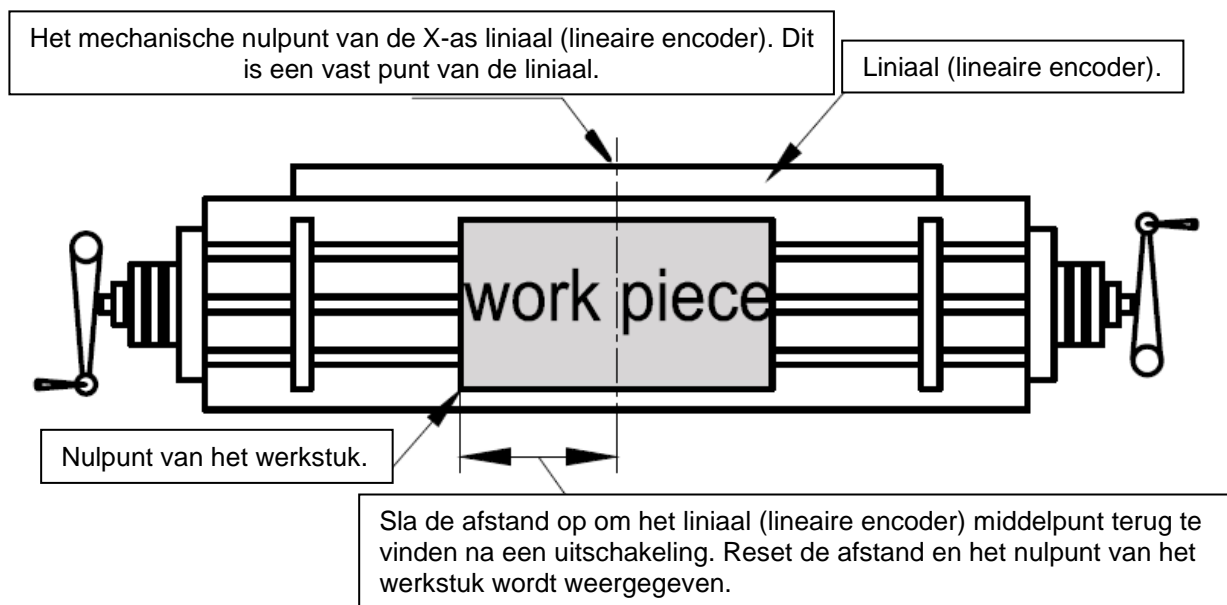 Het mechanische nulpunt van de X-as liniaal (lineaire encoder). Dit
is een vast punt van de liniaal.
Liniaal (lineaire encoder).
work piece
Nulpunt van het werkstuk.
Sla de afstand op om het liniaal (lineaire encoder) middelpunt terug te
vinden na een uitschakeling. Reset de afstand en het nulpunt van het
werkstuk wordt weergegeven.